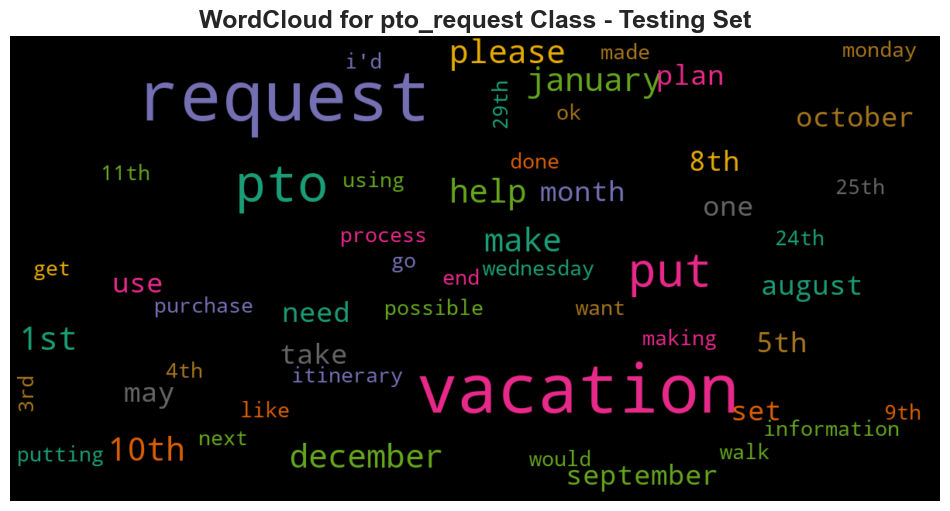 WordCloud for pto_request Class - Testing Set
please
made
monday
i'd
january
plan
request
29th
ok
october
done
8th
11th
using
pto
help
month
25th
one
process
make
24th
go
wednesday
get
end
put
use
august
purchase
possible
want
need
1st
making
5th
take
4th
itinerary
3rd
may
vacation
like
set
9th
information
next
putting
10th
december
would
walk
september